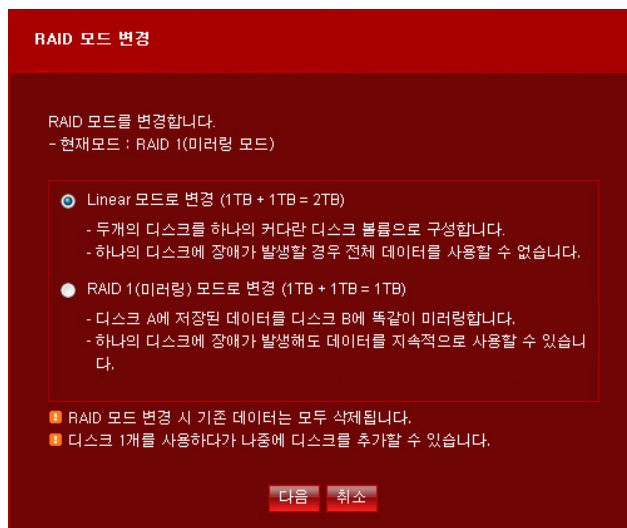 RAID 모드 변경
RAID 모드를 변경합니다.
- 현재모드 : RAID 1(미러링 모드)
Linear 모드로 변경 (1TB + 1TB = 2TB)
- 두개의 디스크를 하나의 커다란 디스크 볼륨으로 구성합니다.
- 하나의 디스크에 장애가 발생할 경우 전체 데이터를 사용할 수 없습니다.
RAID 1(미러링) 모드로 변경 (1TB + 1TB = 1TB)
- 디스크 A에 저장된 데이터를 디스크 B에 똑같이 미러링합니다.
- 하나의 디스크에 장애가 발생해도 데이터를 지속적으로 사용할 수 있습니
다.
RAID 모드 변경 시 기존 데이터는 모두 삭제됩니다.
디스크 1개를 사용하다가 나중에 디스크를 추가할 수 있습니다.
다음 취소